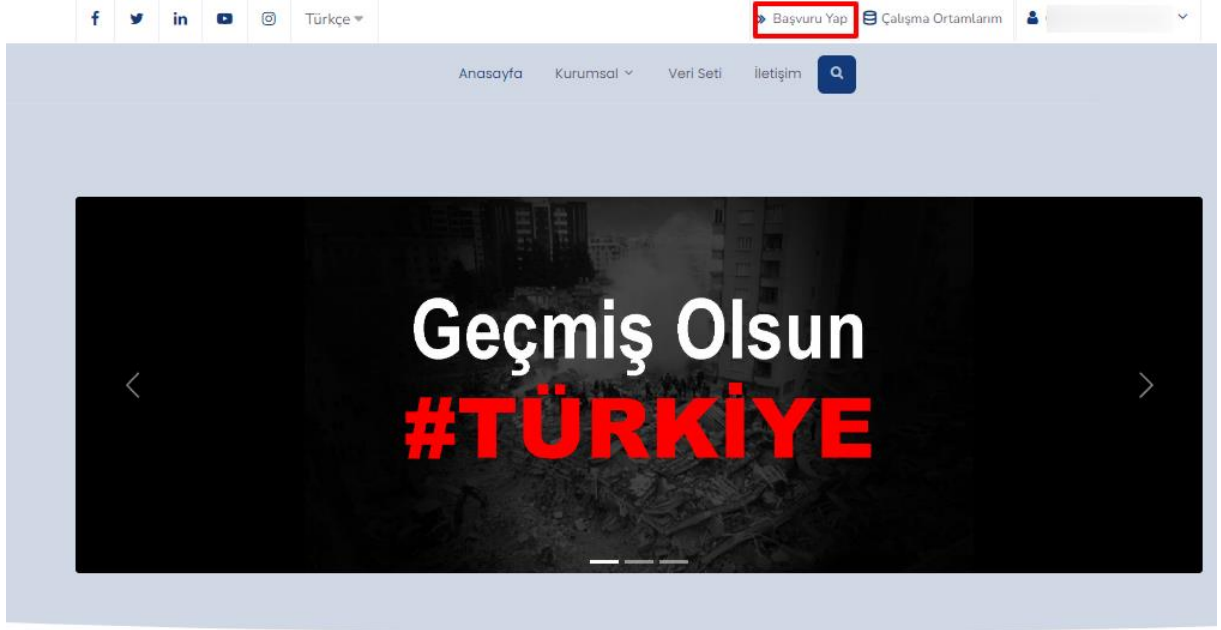 Türkçe
Başvuru Yap
Çalışma Ortamlarım
Anasayfa Kurumsal Veri Seti İletişim
Geçmiş Olsun
#TÜRKİYE